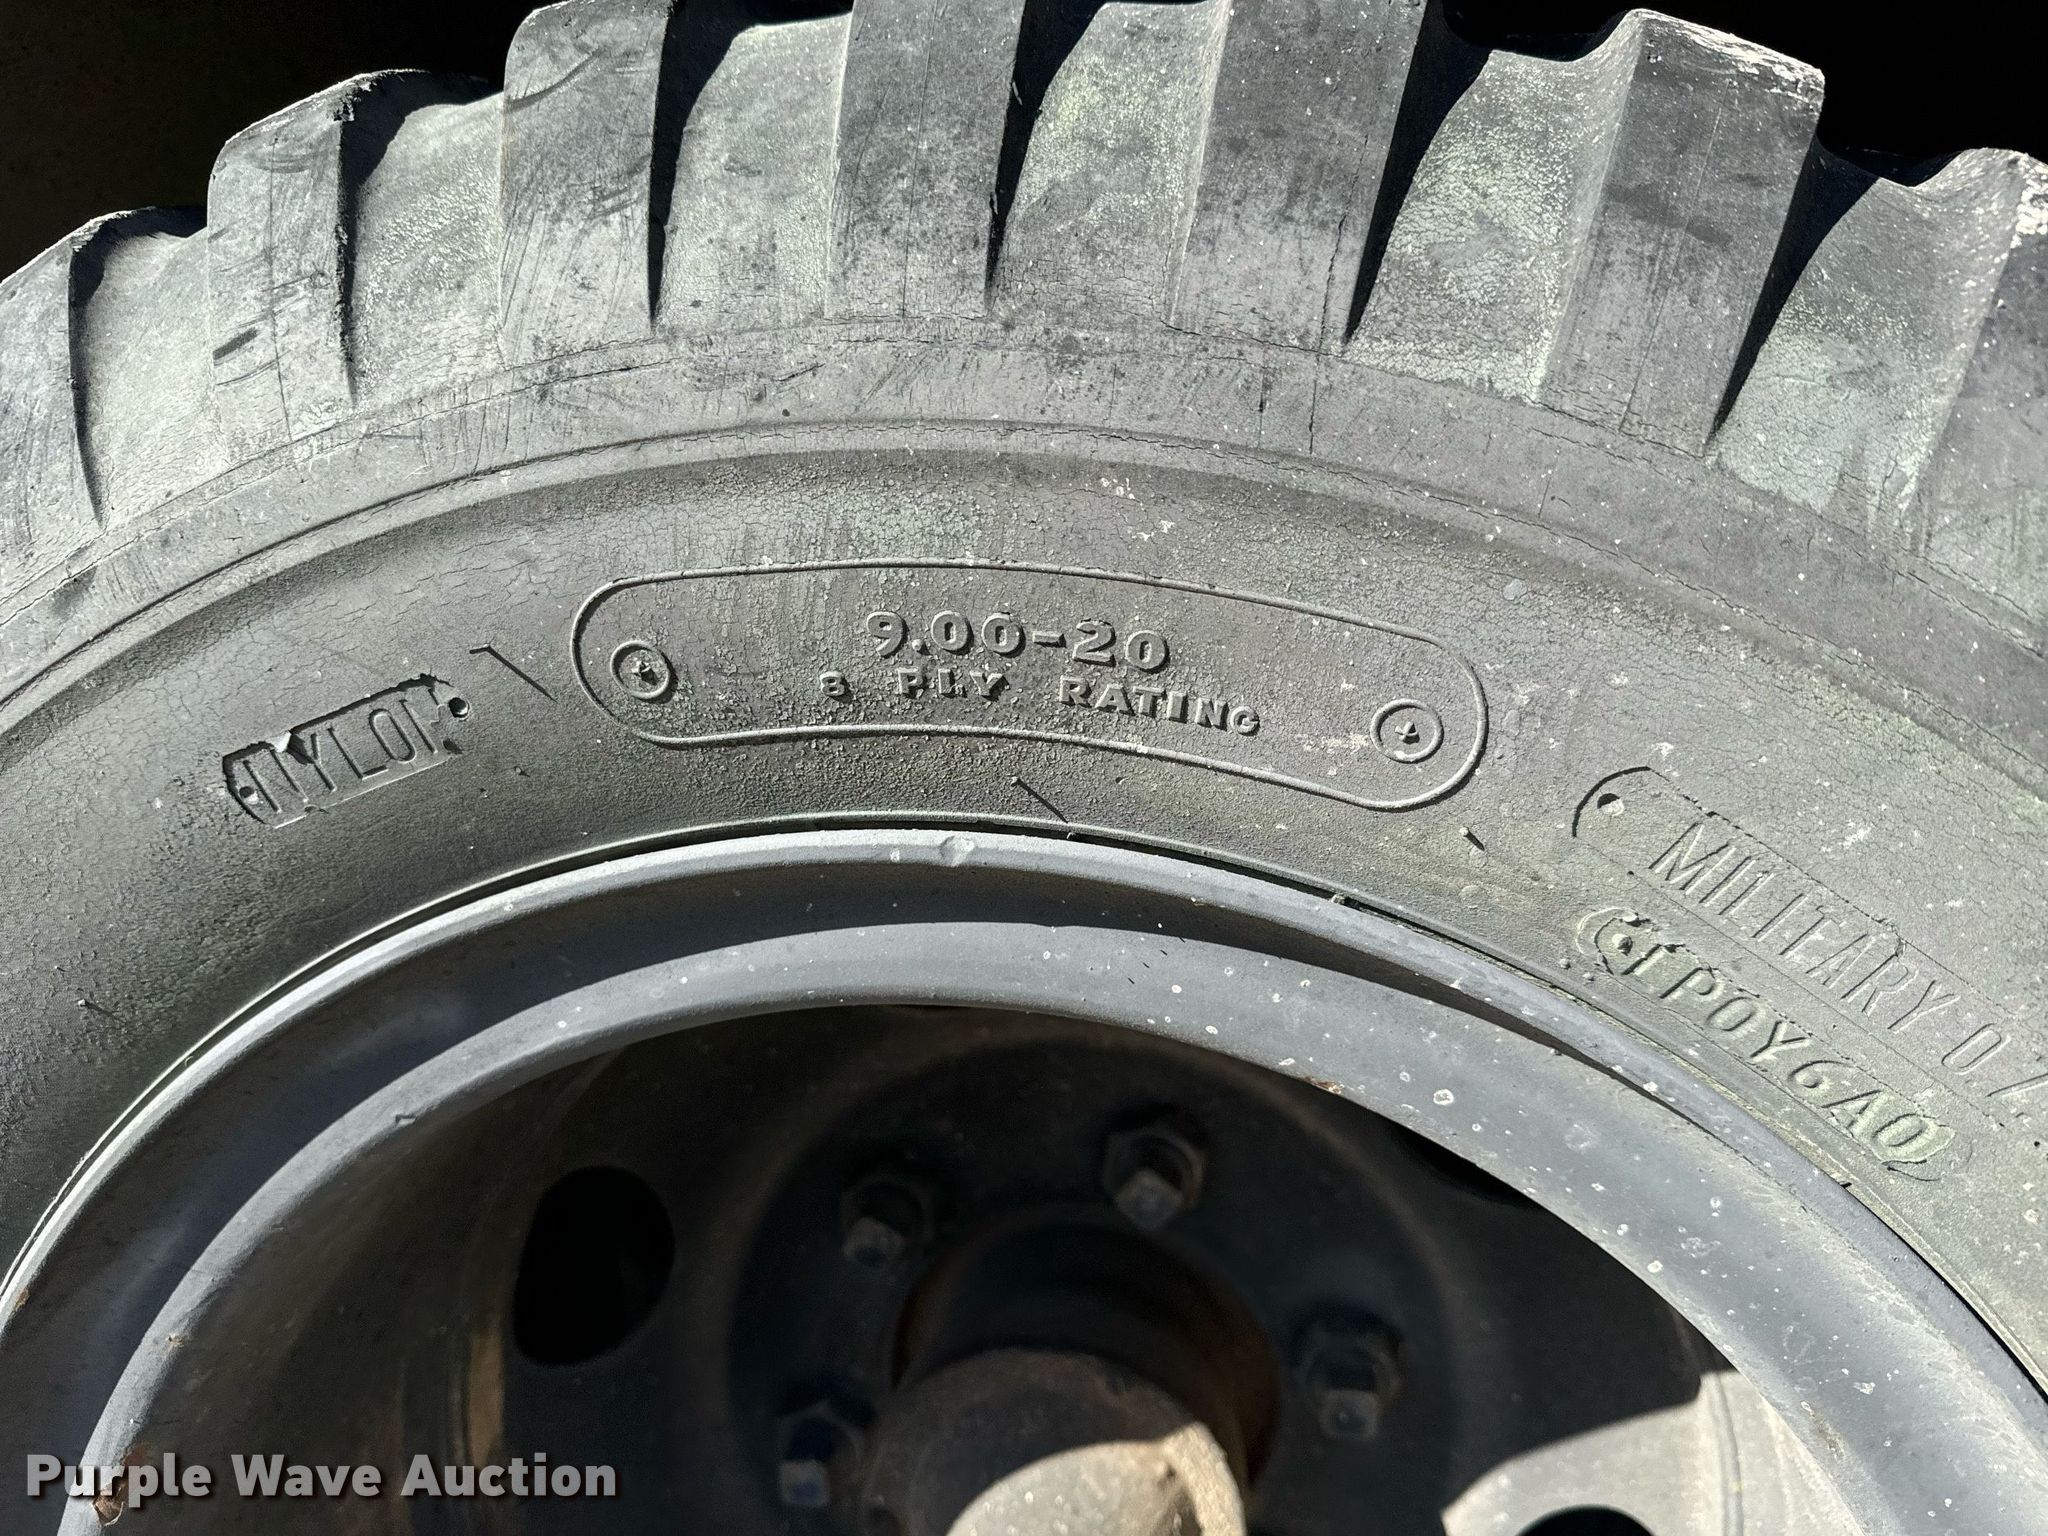 9.00-20
8 PLY RATING
NYLON
MILITARY
Purple Wave Auction